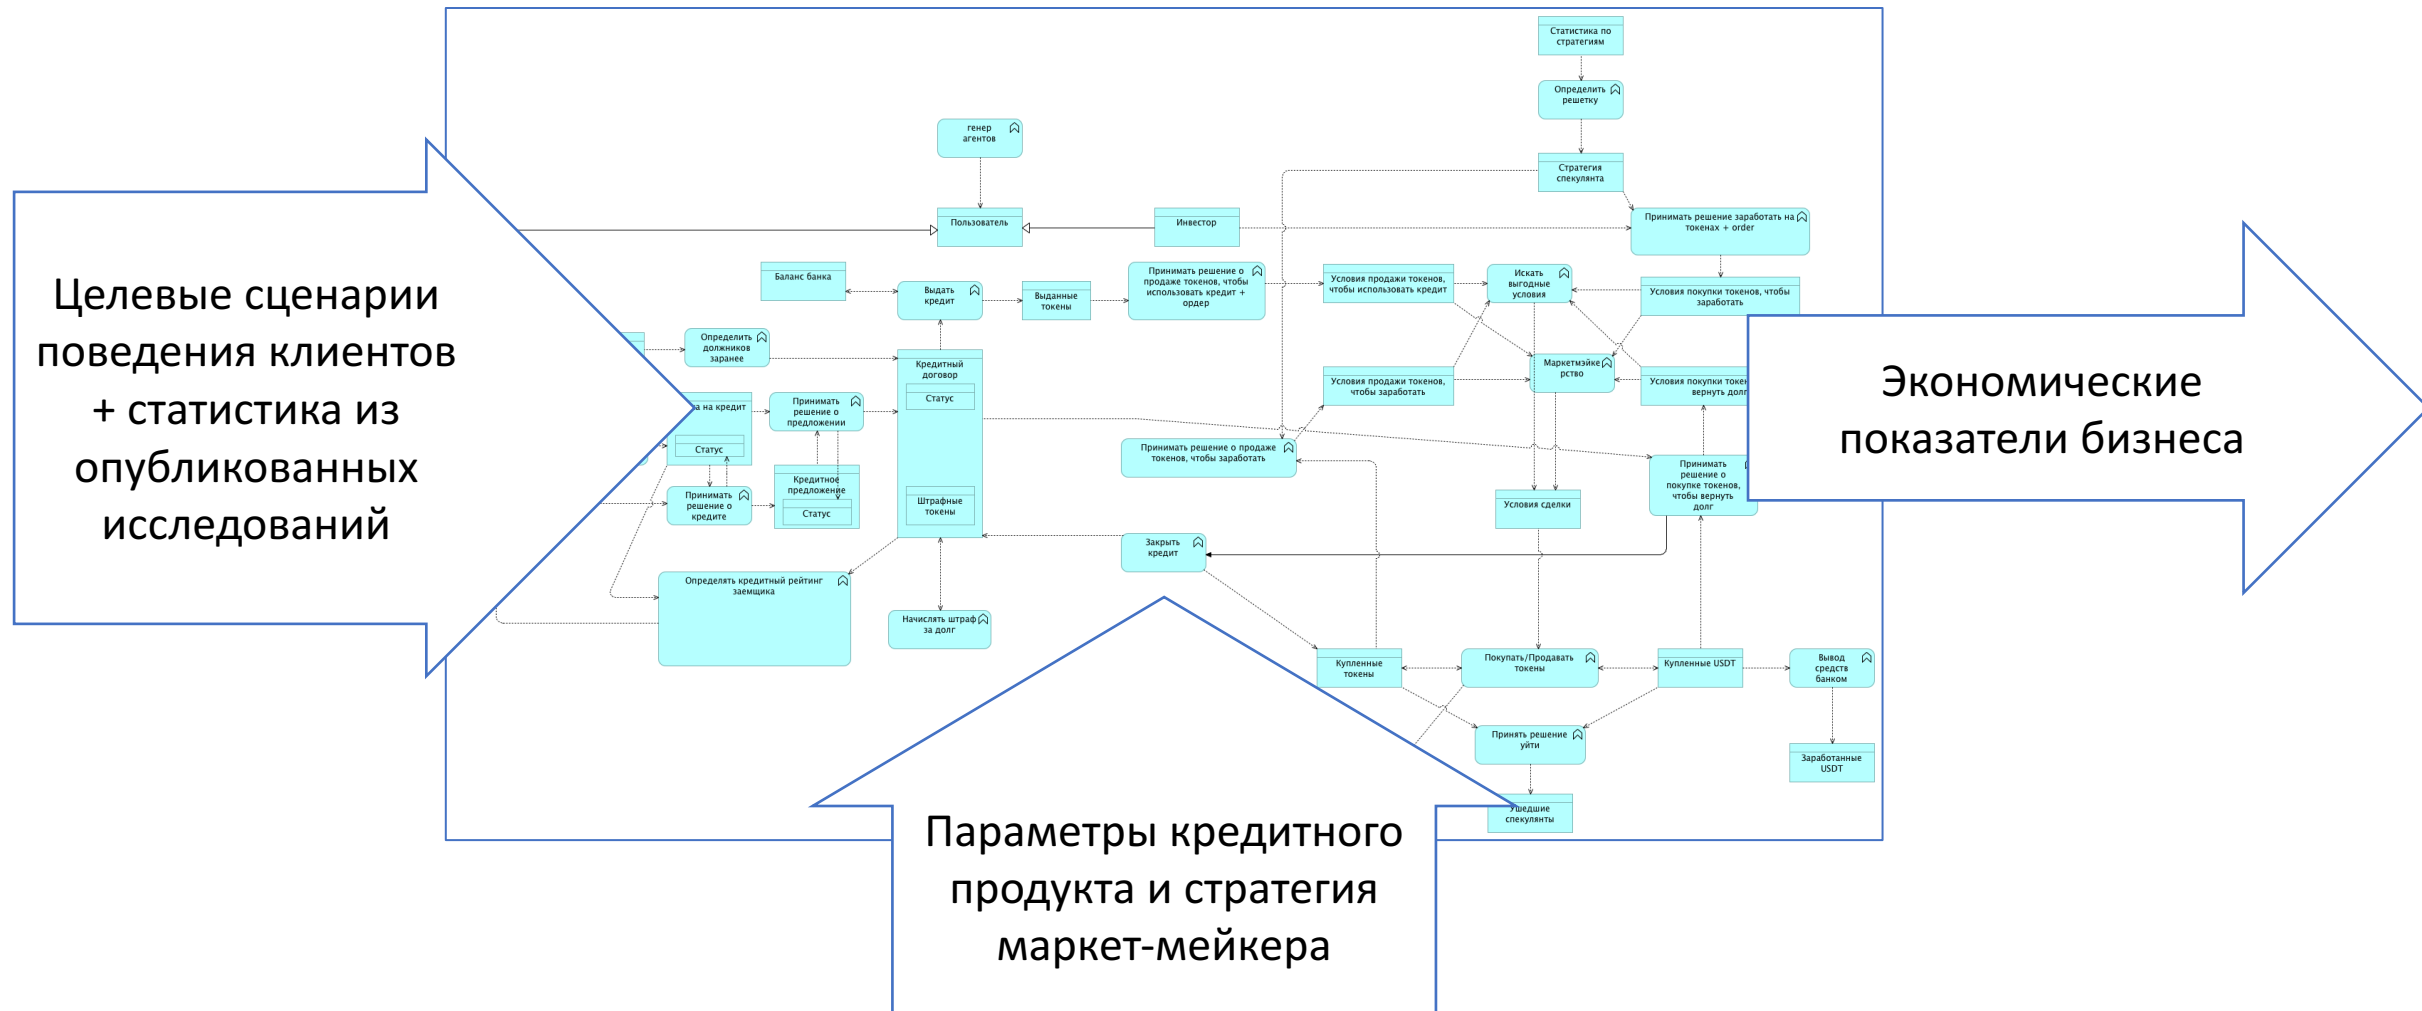 Статистика по
стратегиям
Определить
решетку
генер
агентов
Стратегия
спекулянта
Пользователь
Инвестор
Принимать решение заработать на
токенах + order
Баланс банка
Выдать
кредит
Выданные
токены
Принимать решение о
продаже токенов, чтобы
использовать кредит +
ордер
Условия продажи токенов,
чтобы использовать кредит
Искать
выгодные
условия
Условия покупки токенов, чтобы
заработать
Целевые сценарии
поведения клиентов
+ статистика из
опубликованных
исследований
Определить
должников
заранее
Кредитный
договор
Статус
Штрафные
токены
Условия продажи токенов,
чтобы заработать
Маркетмэйке
рство
Условия покупки
вернуть
Экономические
показатели бизнеса
на кредит
Статус
Принимать
решение о
предложении
Принимать решение о продаже
токенов, чтобы заработать
Принимать
решение о
покупке токенов,
чтобы вернуть
долг
Принимать
решение о
кредите
Кредитное
предложение
Статус
Условия сделки
Закрыть
кредит
Определять кредитный рейтинг
заемщика
Начислять штраф
за долг
Купленные
токены
Покупать/Продавать
токены
Купленные USDT
Вывод
средств
банком
Принять решение
уйти
Заработанные
USDT
Ушедшие
спекулянты
Параметры кредитного
продукта и стратегия
маркет-мейкера